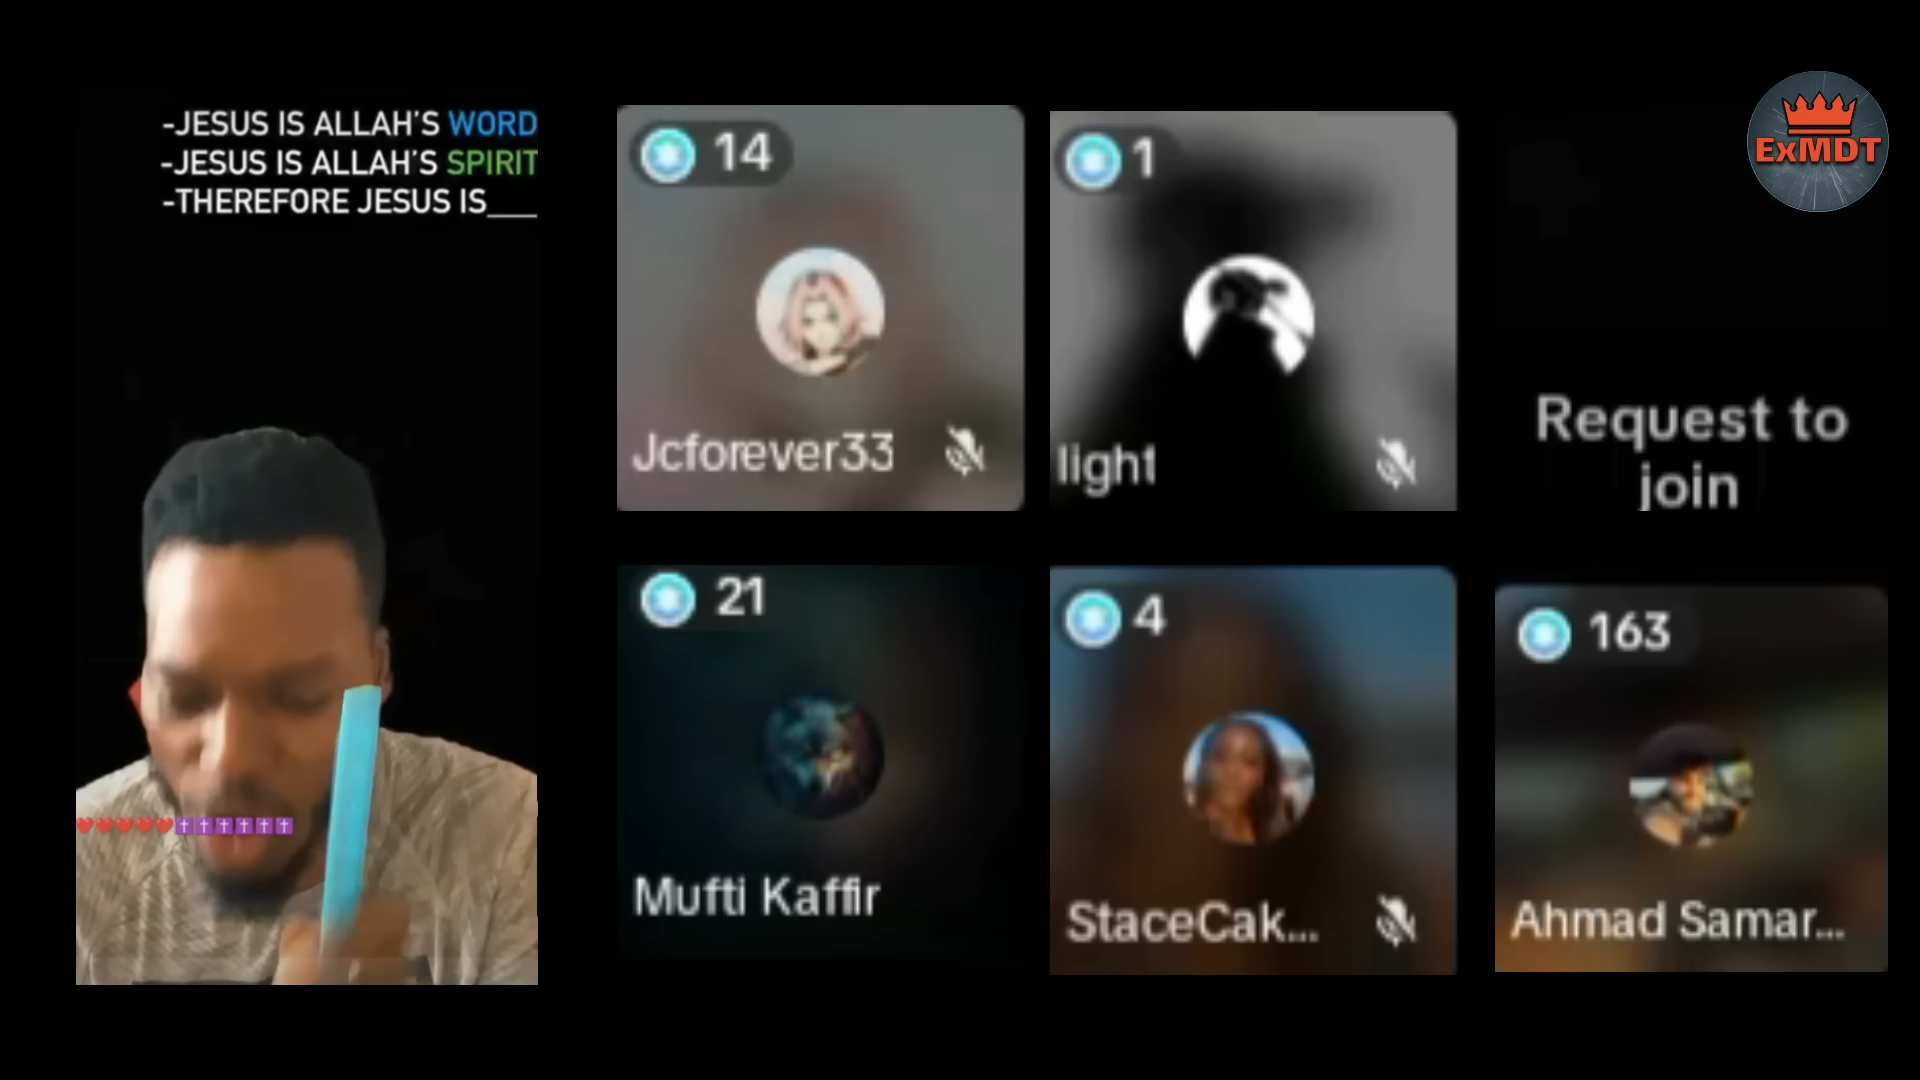 -JESUS IS ALLAH'S WORD
-JESUS IS ALLAH'S SPIRIT
-THEREFORE JESUS IS___
14
Jcforever33
1
light
Request to
join
ExMDT
21
Mufti Kaffir
4
StaceCak...
163
Ahmad Samar...